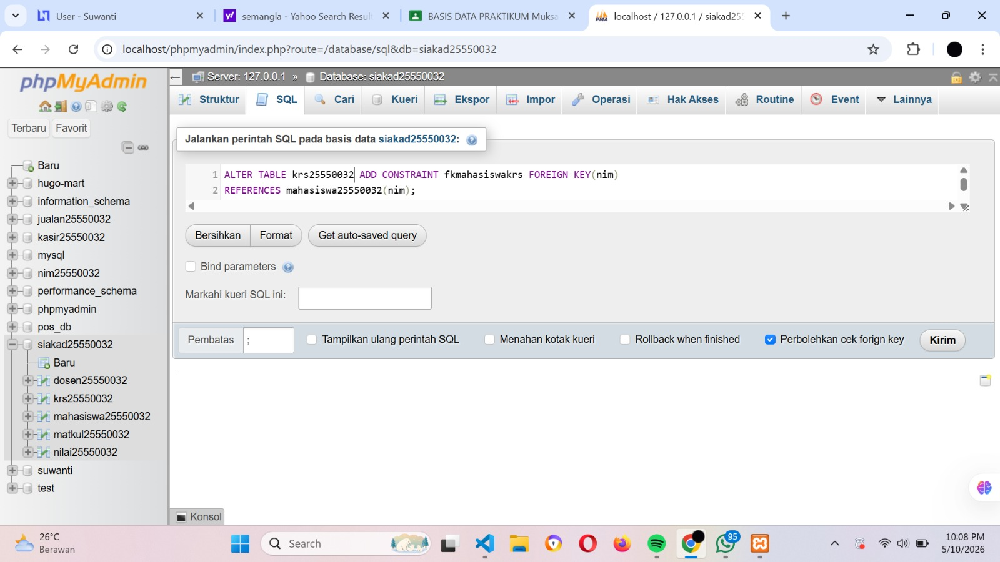 User - Suwanti
semangla - Yahoo Search Result
BASIS DATA PRAKTIKUM Muksa
localhost / 127.0.0.1 / siakad255
localhost/phpmyadmin/index.php?route=/database/sql&db=siakad25550032
phpMyAdmin
Server: 127.0.0.1 » Database: siakad25550032
Struktur SQL Cari Kueri Ekspor Impor Operasi Hak Akses Routine Event Lainnya
Terbaru Favorit
Jalankan perintah SQL pada basis data siakad25550032:
Baru
hugo-mart
information_schema
jualan25550032
kasir25550032
mysql
nim25550032
performance_schema
phpmyadmin
pos_db
siakad25550032
Baru
dosen25550032
krs25550032
mahasiswa25550032
matkul25550032
nilai25550032
suwanti
test
1 ALTER TABLE krs25550032 ADD CONSTRAINT fkmahasiswakrs FOREIGN KEY(nim)
2 REFERENCES mahasiswa25550032(nim);
Bersihkan Format Get auto-saved query
Bind parameters
Markahi kueri SQL ini:
Pembatas ; Tampilkan ulang perintah SQL Menahan kotak kueri Rollback when finished Perbolehkan cek forign key Kirim
Konsol
26°C
Berawan
Search
95
10:08 PM
5/10/2026